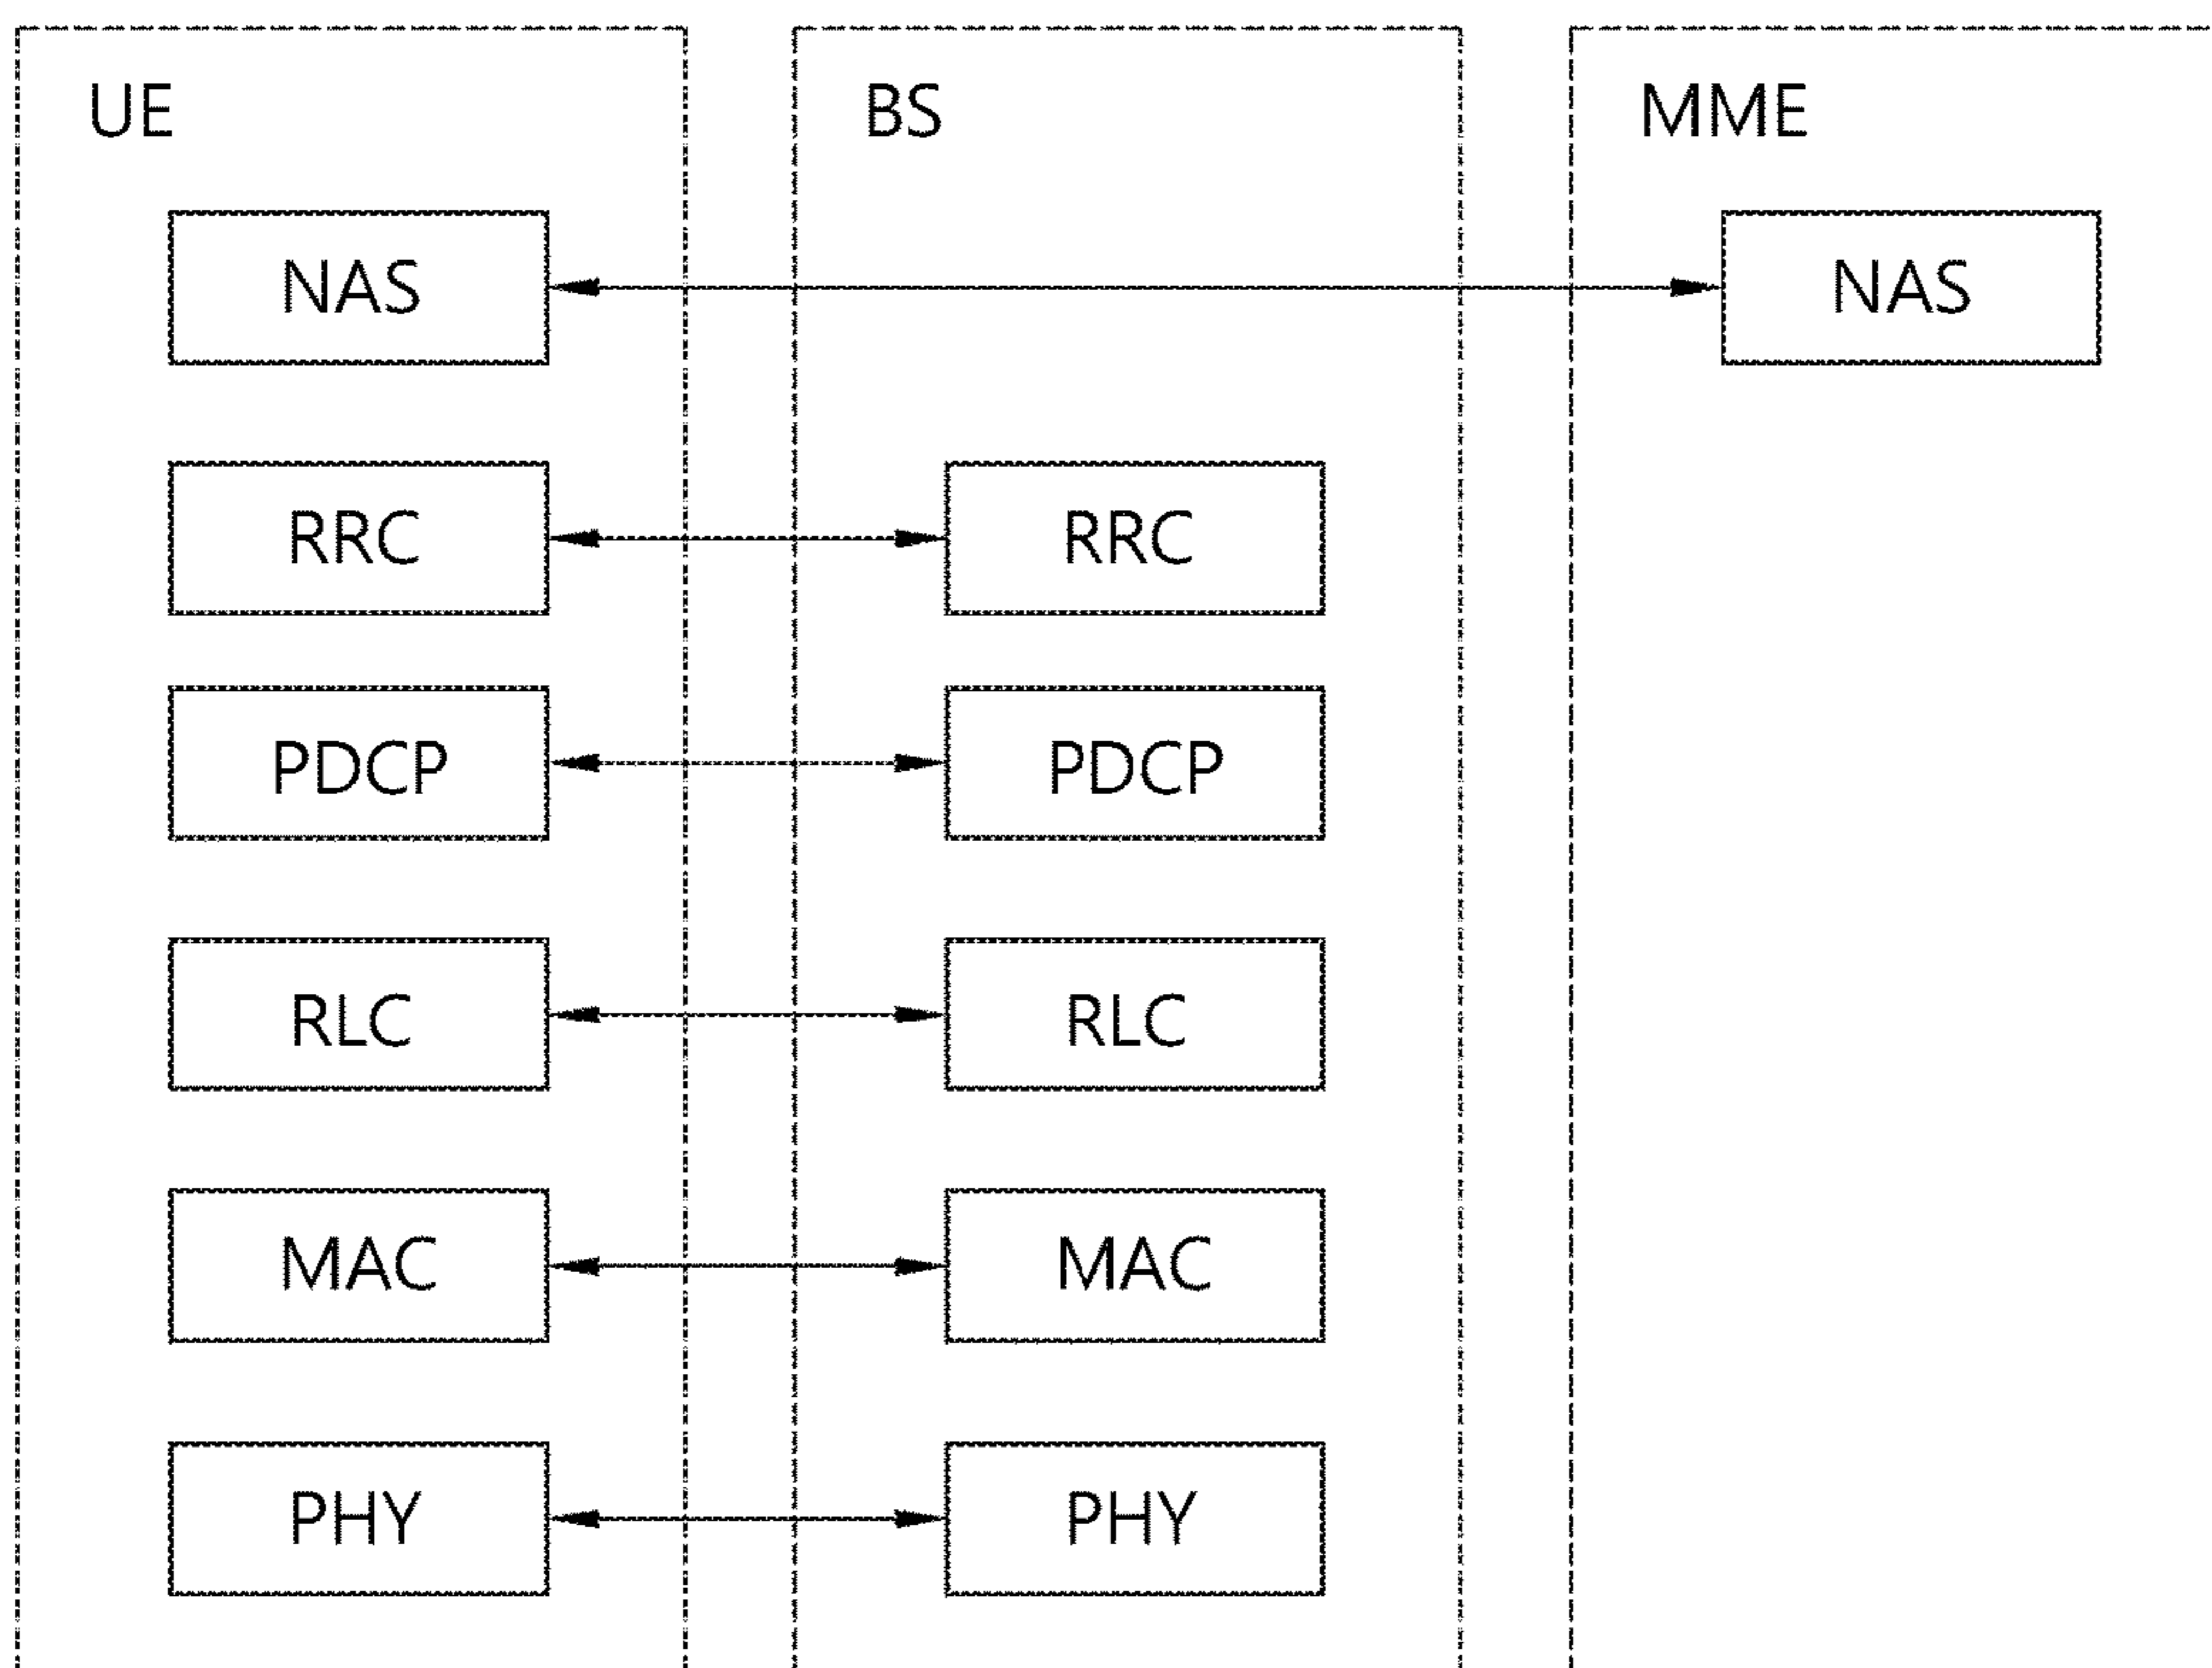 UE
BS
MME
NAS
NAS
RRC
RRC
PDCP
PDCP
RLC
RLC
MAC
MAC
PHY
PHY